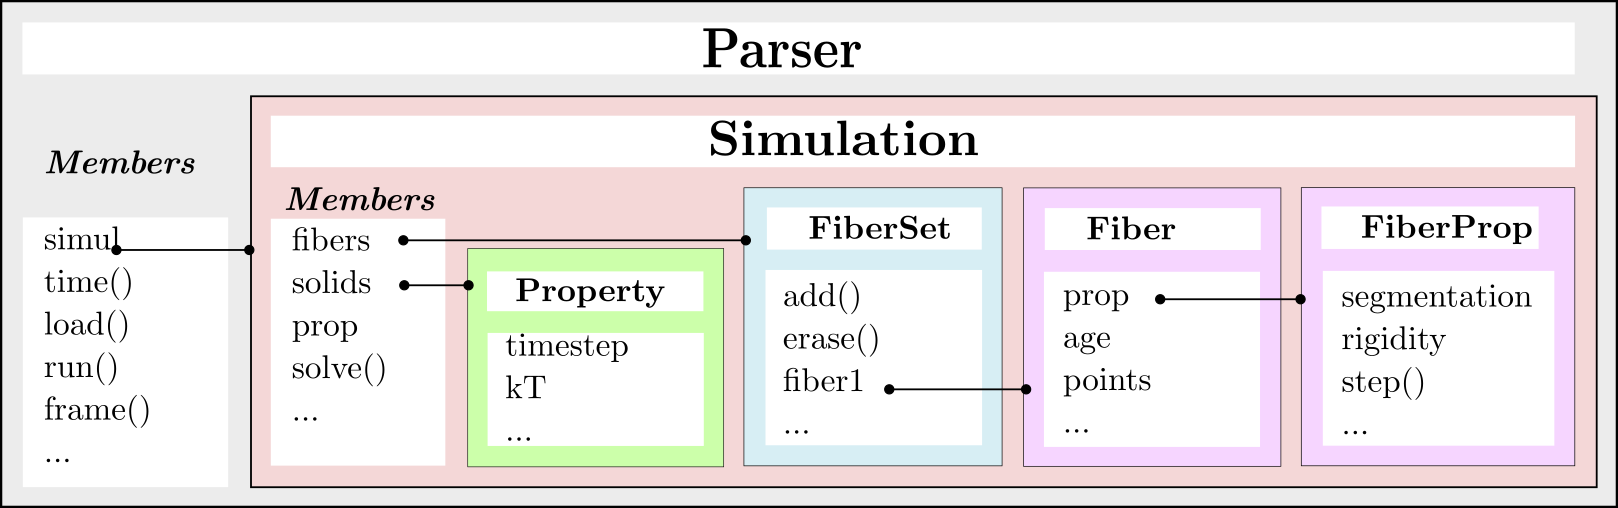 Parser
Members
simul
time()
load()
run()
frame()
...
Simulation
Members
fibers
solids
prop
solve()
...
Property
timestep
kT
...
FiberSet
add()
erase()
fiber1
...
Fiber
prop
age
points
...
FiberProp
segmentation
rigidity
step()
...